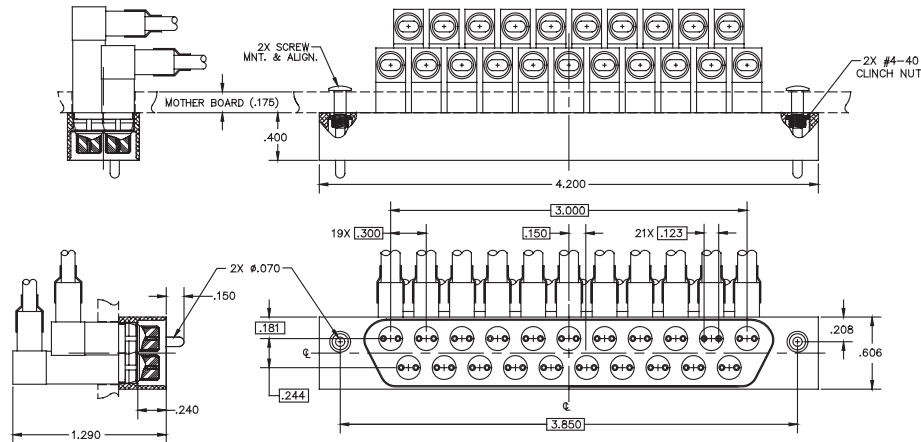 2X SCREW
MNT. & ALIGN.
2X #4-40
CLINCH NUT
MOTHER BOARD (.175)
.400
4.200
3.000
19X .300
.150
21X .123
2X ø.070
.150
.181
.208
.606
℄
.244
.240
℄
3.850
1.290